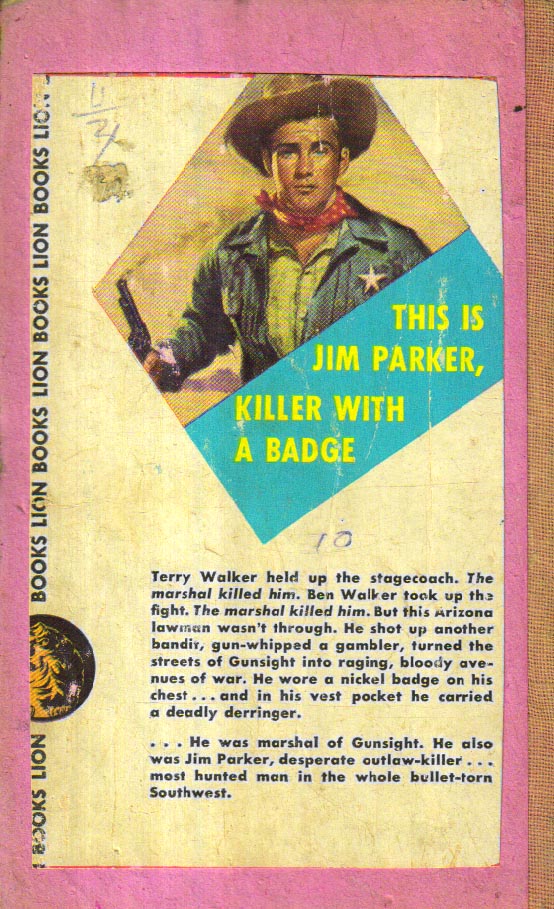 THIS IS
JIM PARKER,
KILLER WITH
A BADGE
10
Terry Walker held up the stagecoach. The
marshal killed him. Ben Walker took up the
fight. The marshal killed him. But this Arizona
lawman wasn't through. He shot up another
bandit, gun-whipped a gambler, turned the
streets of Gunsight into raging, bloody ave-
nues of war. He wore a nickel badge on his
chest . . . and in his vest pocket he carried
a deadly derringer.
. . . He was marshal of Gunsight. He also
was Jim Parker, desperate outlaw-killer . . .
most hunted man in the whole bullet-torn
Southwest.
BOOKS LION BOOKS LION BOOKS LION BOOKS LION BOOKS LION
BOOKS LION